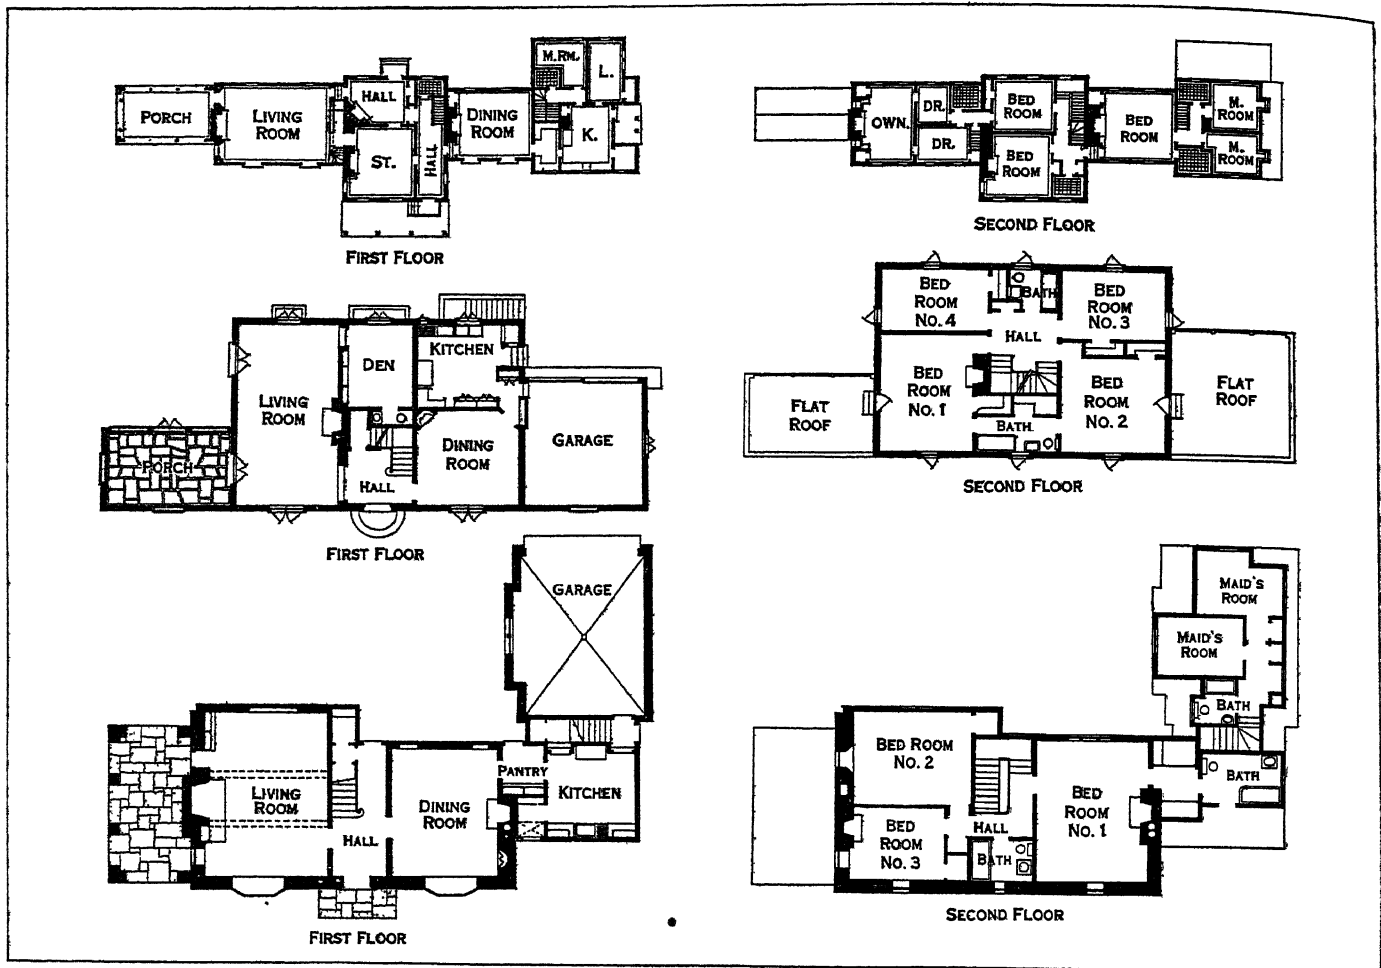 PORCH
LIVING
ROOM
HALL
ST.
HALL
DINING
ROOM
M. RM.
L.
K.
FIRST FLOOR
OWN.
DR.
DR.
BED
ROOM
BED
ROOM
BED
ROOM
M.
ROOM
M.
ROOM
SECOND FLOOR
LIVING
ROOM
DEN
KITCHEN
PORCH
HALL
DINING
ROOM
GARAGE
FIRST FLOOR
BED
ROOM
NO. 4
BATH
BED
ROOM
NO. 3
HALL
BED
ROOM
NO. 1
BED
ROOM
NO. 2
BATH
FLAT
ROOF
FLAT
ROOF
SECOND FLOOR
GARAGE
LIVING
ROOM
HALL
DINING
ROOM
PANTRY
KITCHEN
FIRST FLOOR
MAID'S
ROOM
MAID'S
ROOM
BATH
BED ROOM
NO. 2
BED
ROOM
NO. 3
HALL
BATH
BED
ROOM
NO. 1
BATH
SECOND FLOOR